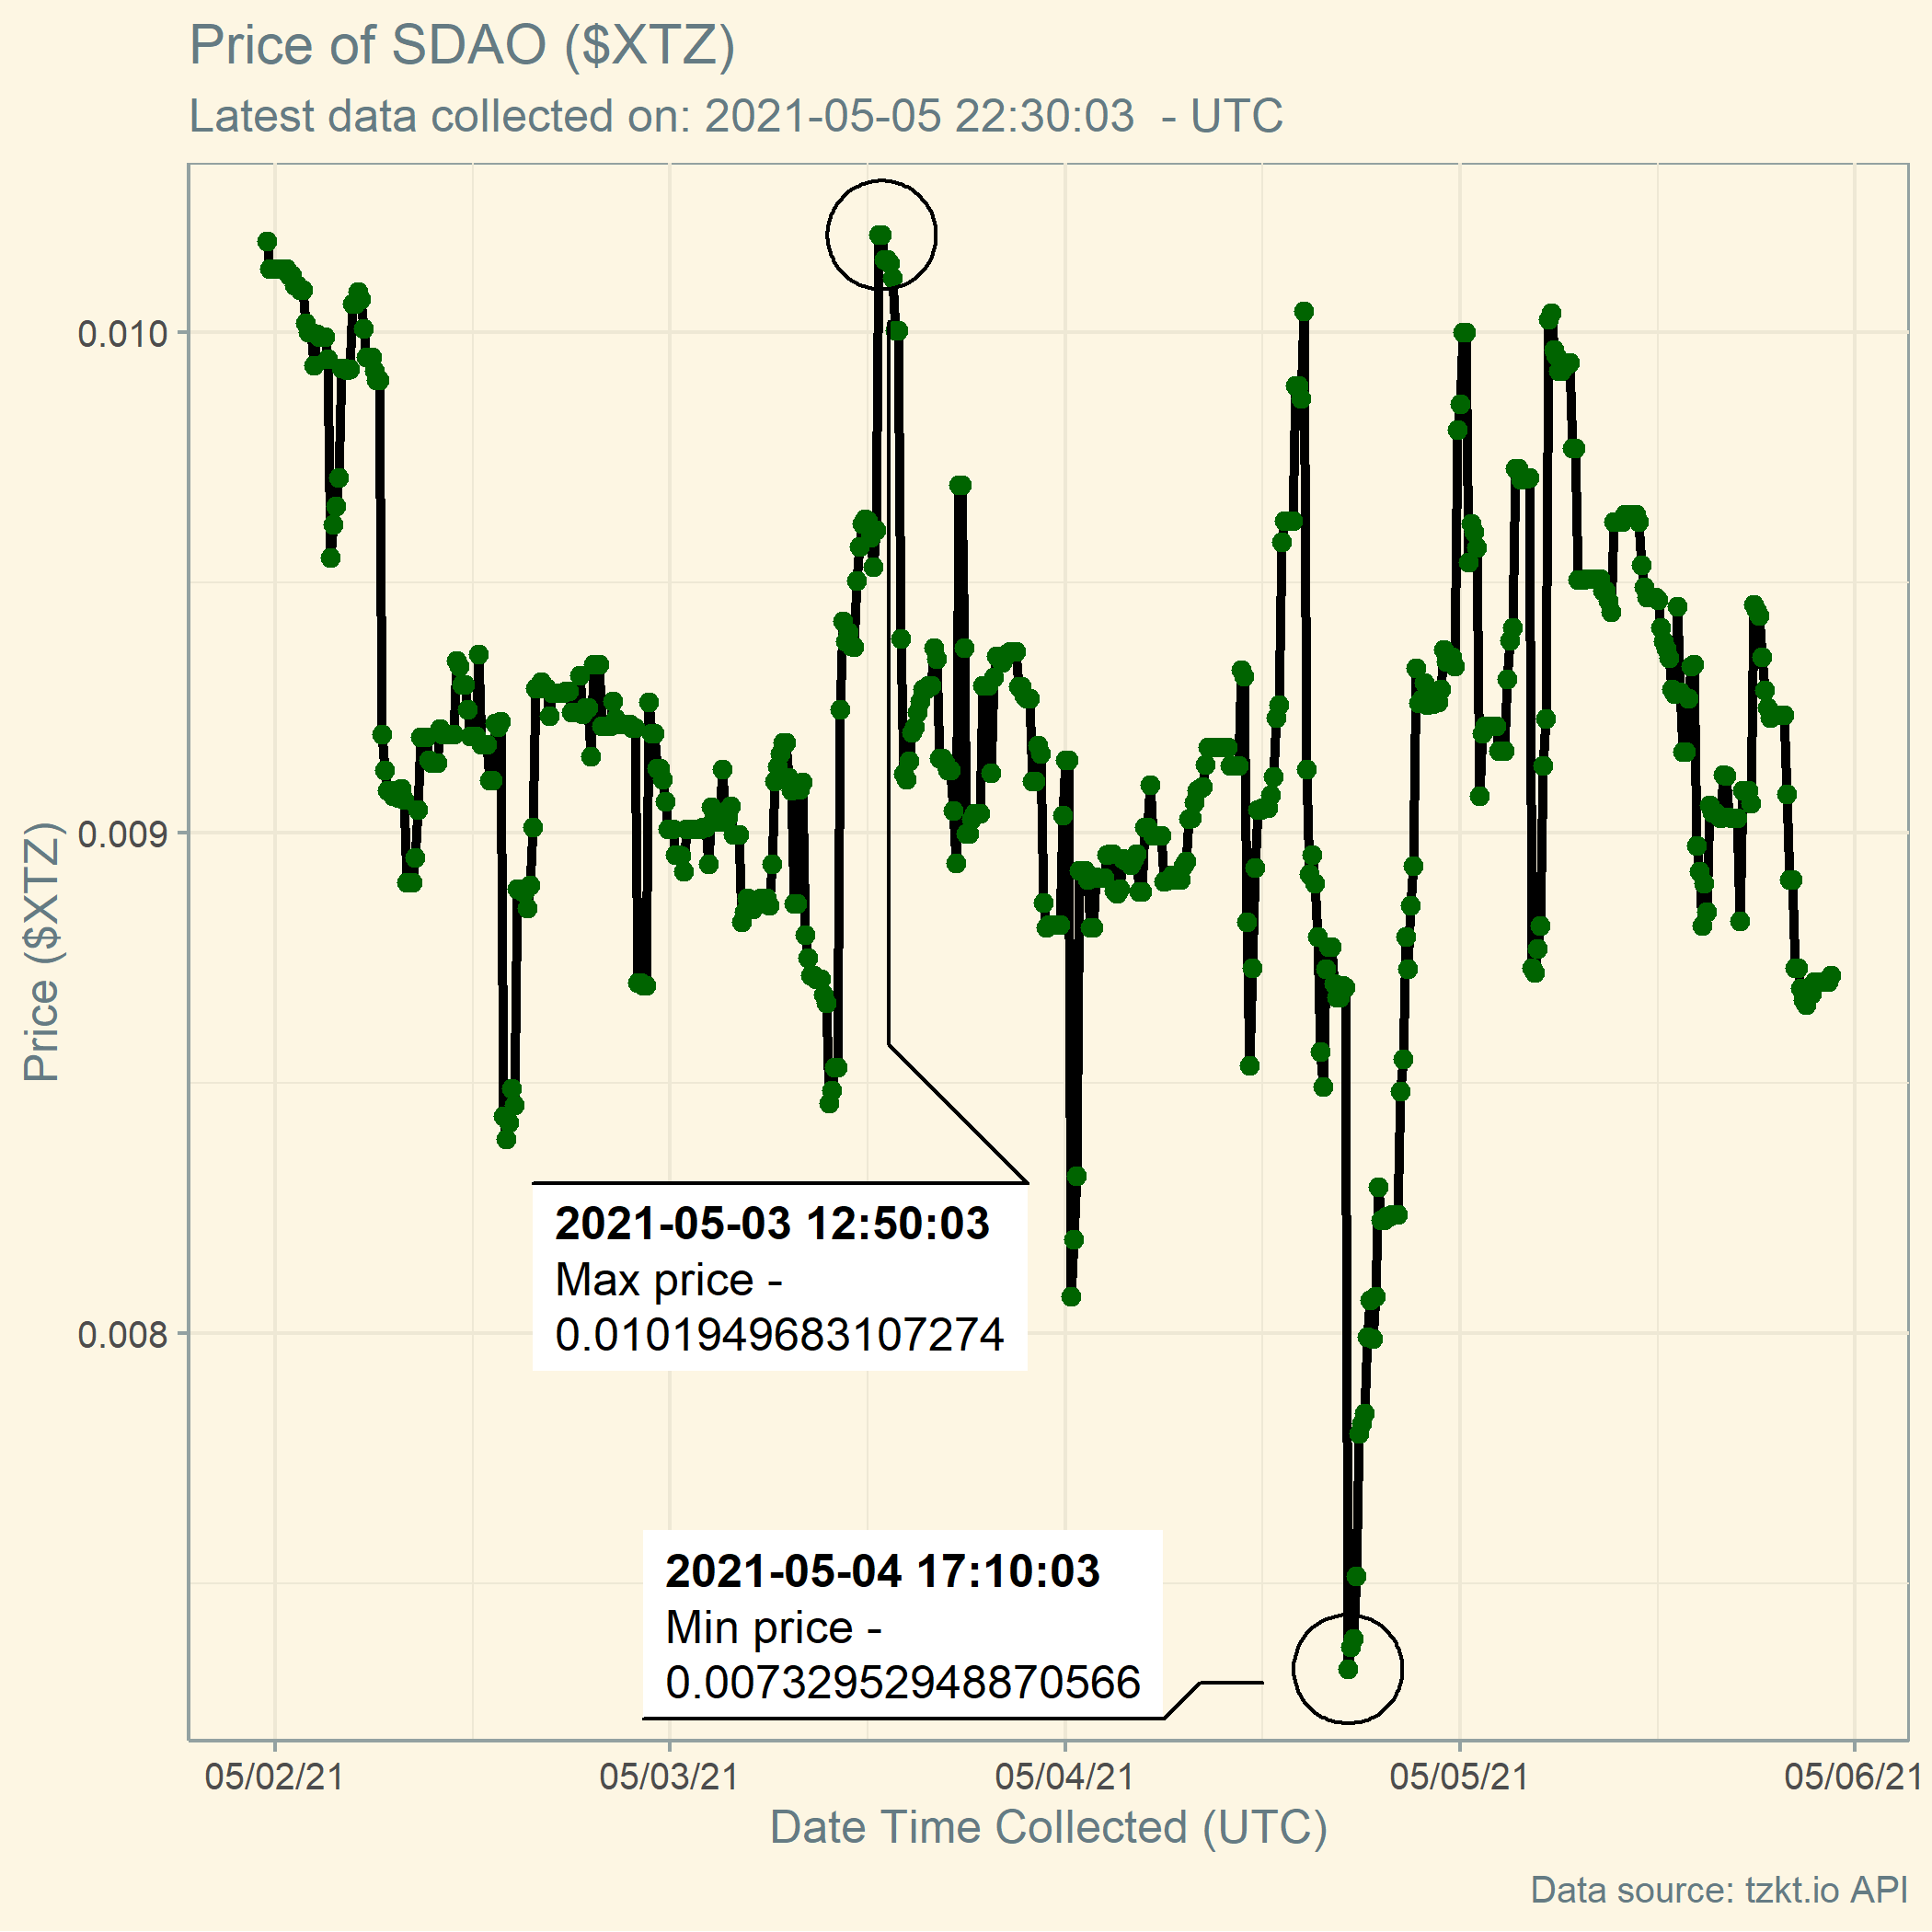 Price of SDAO ($XTZ)
Latest data collected on: 2021-05-05 22:30:03  - UTC
Price ($XTZ)
0.010
0.009
0.008
2021-05-03 12:50:03
Max price -
0.0101949683107274
2021-05-04 17:10:03
Min price -
0.00732952948870566
05/02/21
05/03/21
05/04/21
05/05/21
05/06/21
Date Time Collected (UTC)
Data source: tzkt.io API